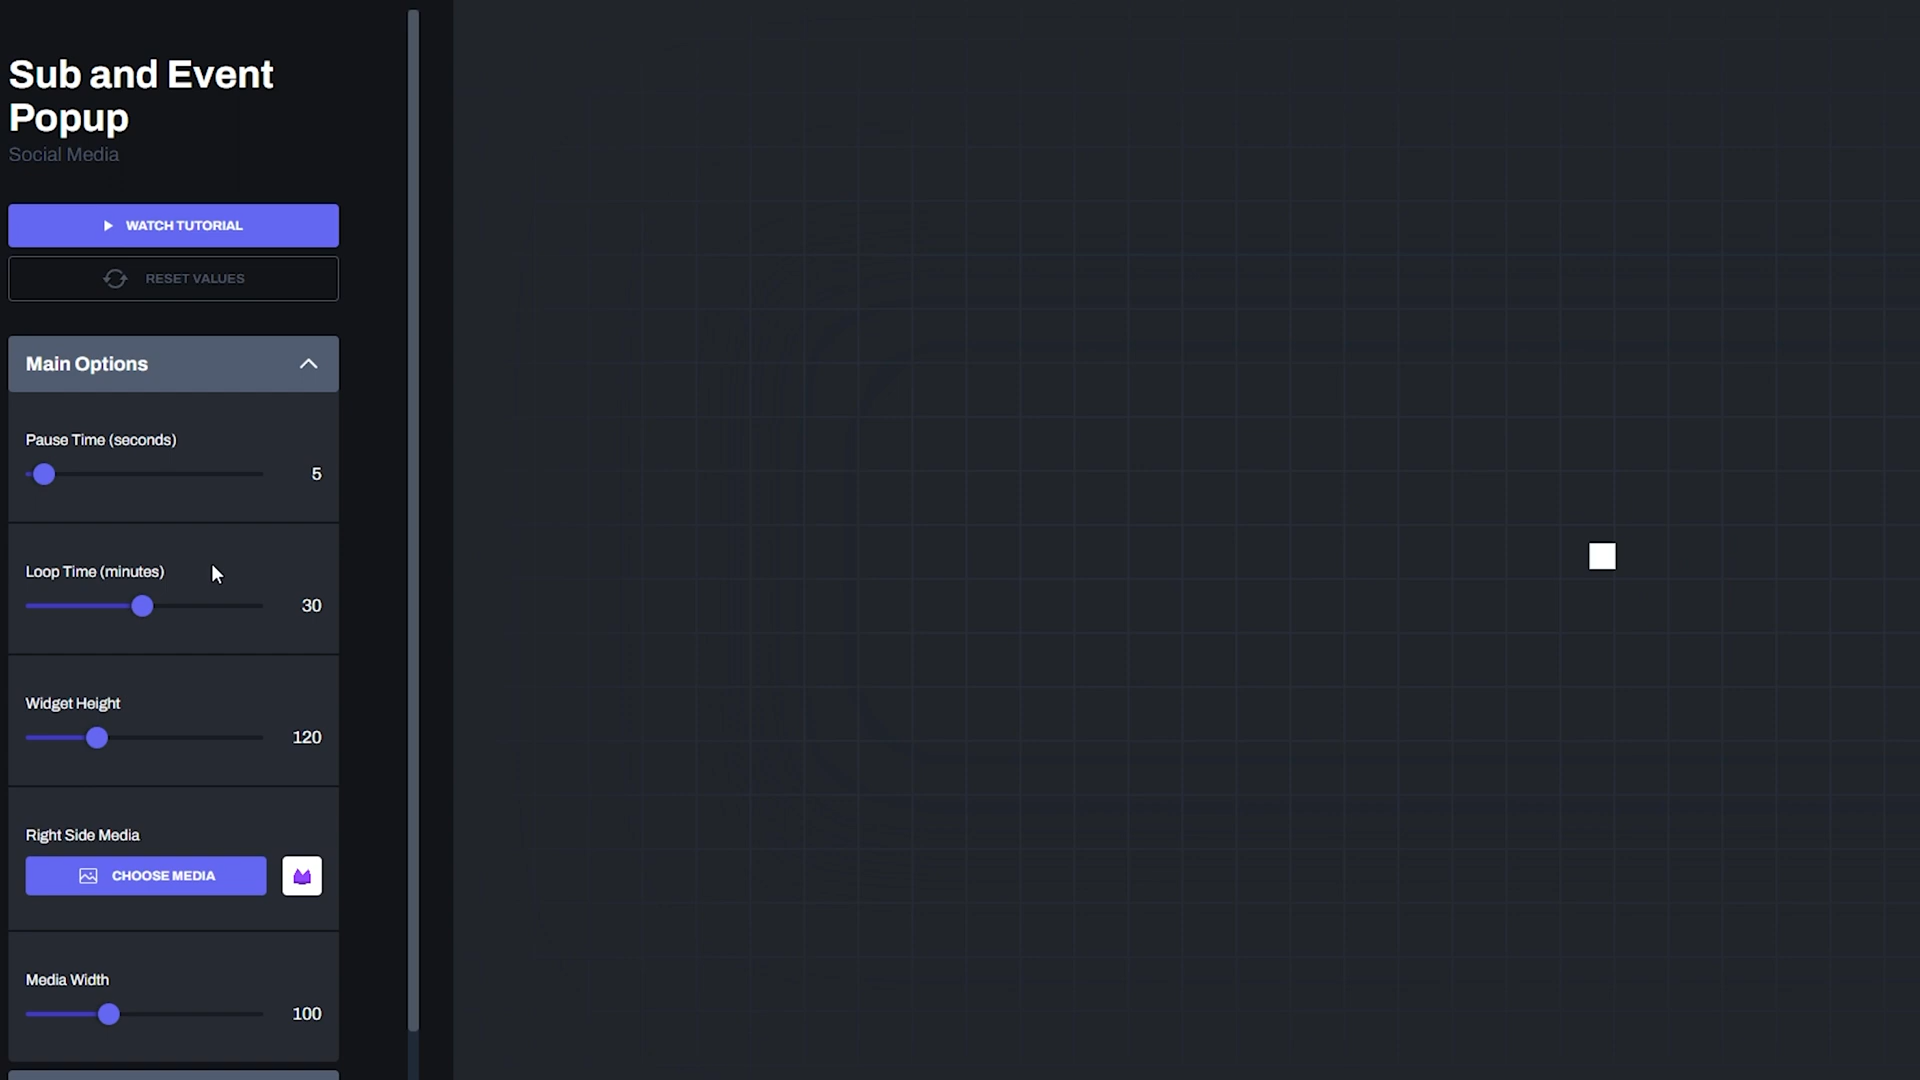 Sub and Event
Popup
Social Media
WATCH TUTORIAL
RESET VALUES
Main Options
Pause Time (seconds)
5
Loop Time (minutes)
30
Widget Height
120
Right Side Media
CHOOSE MEDIA
Media Width
100